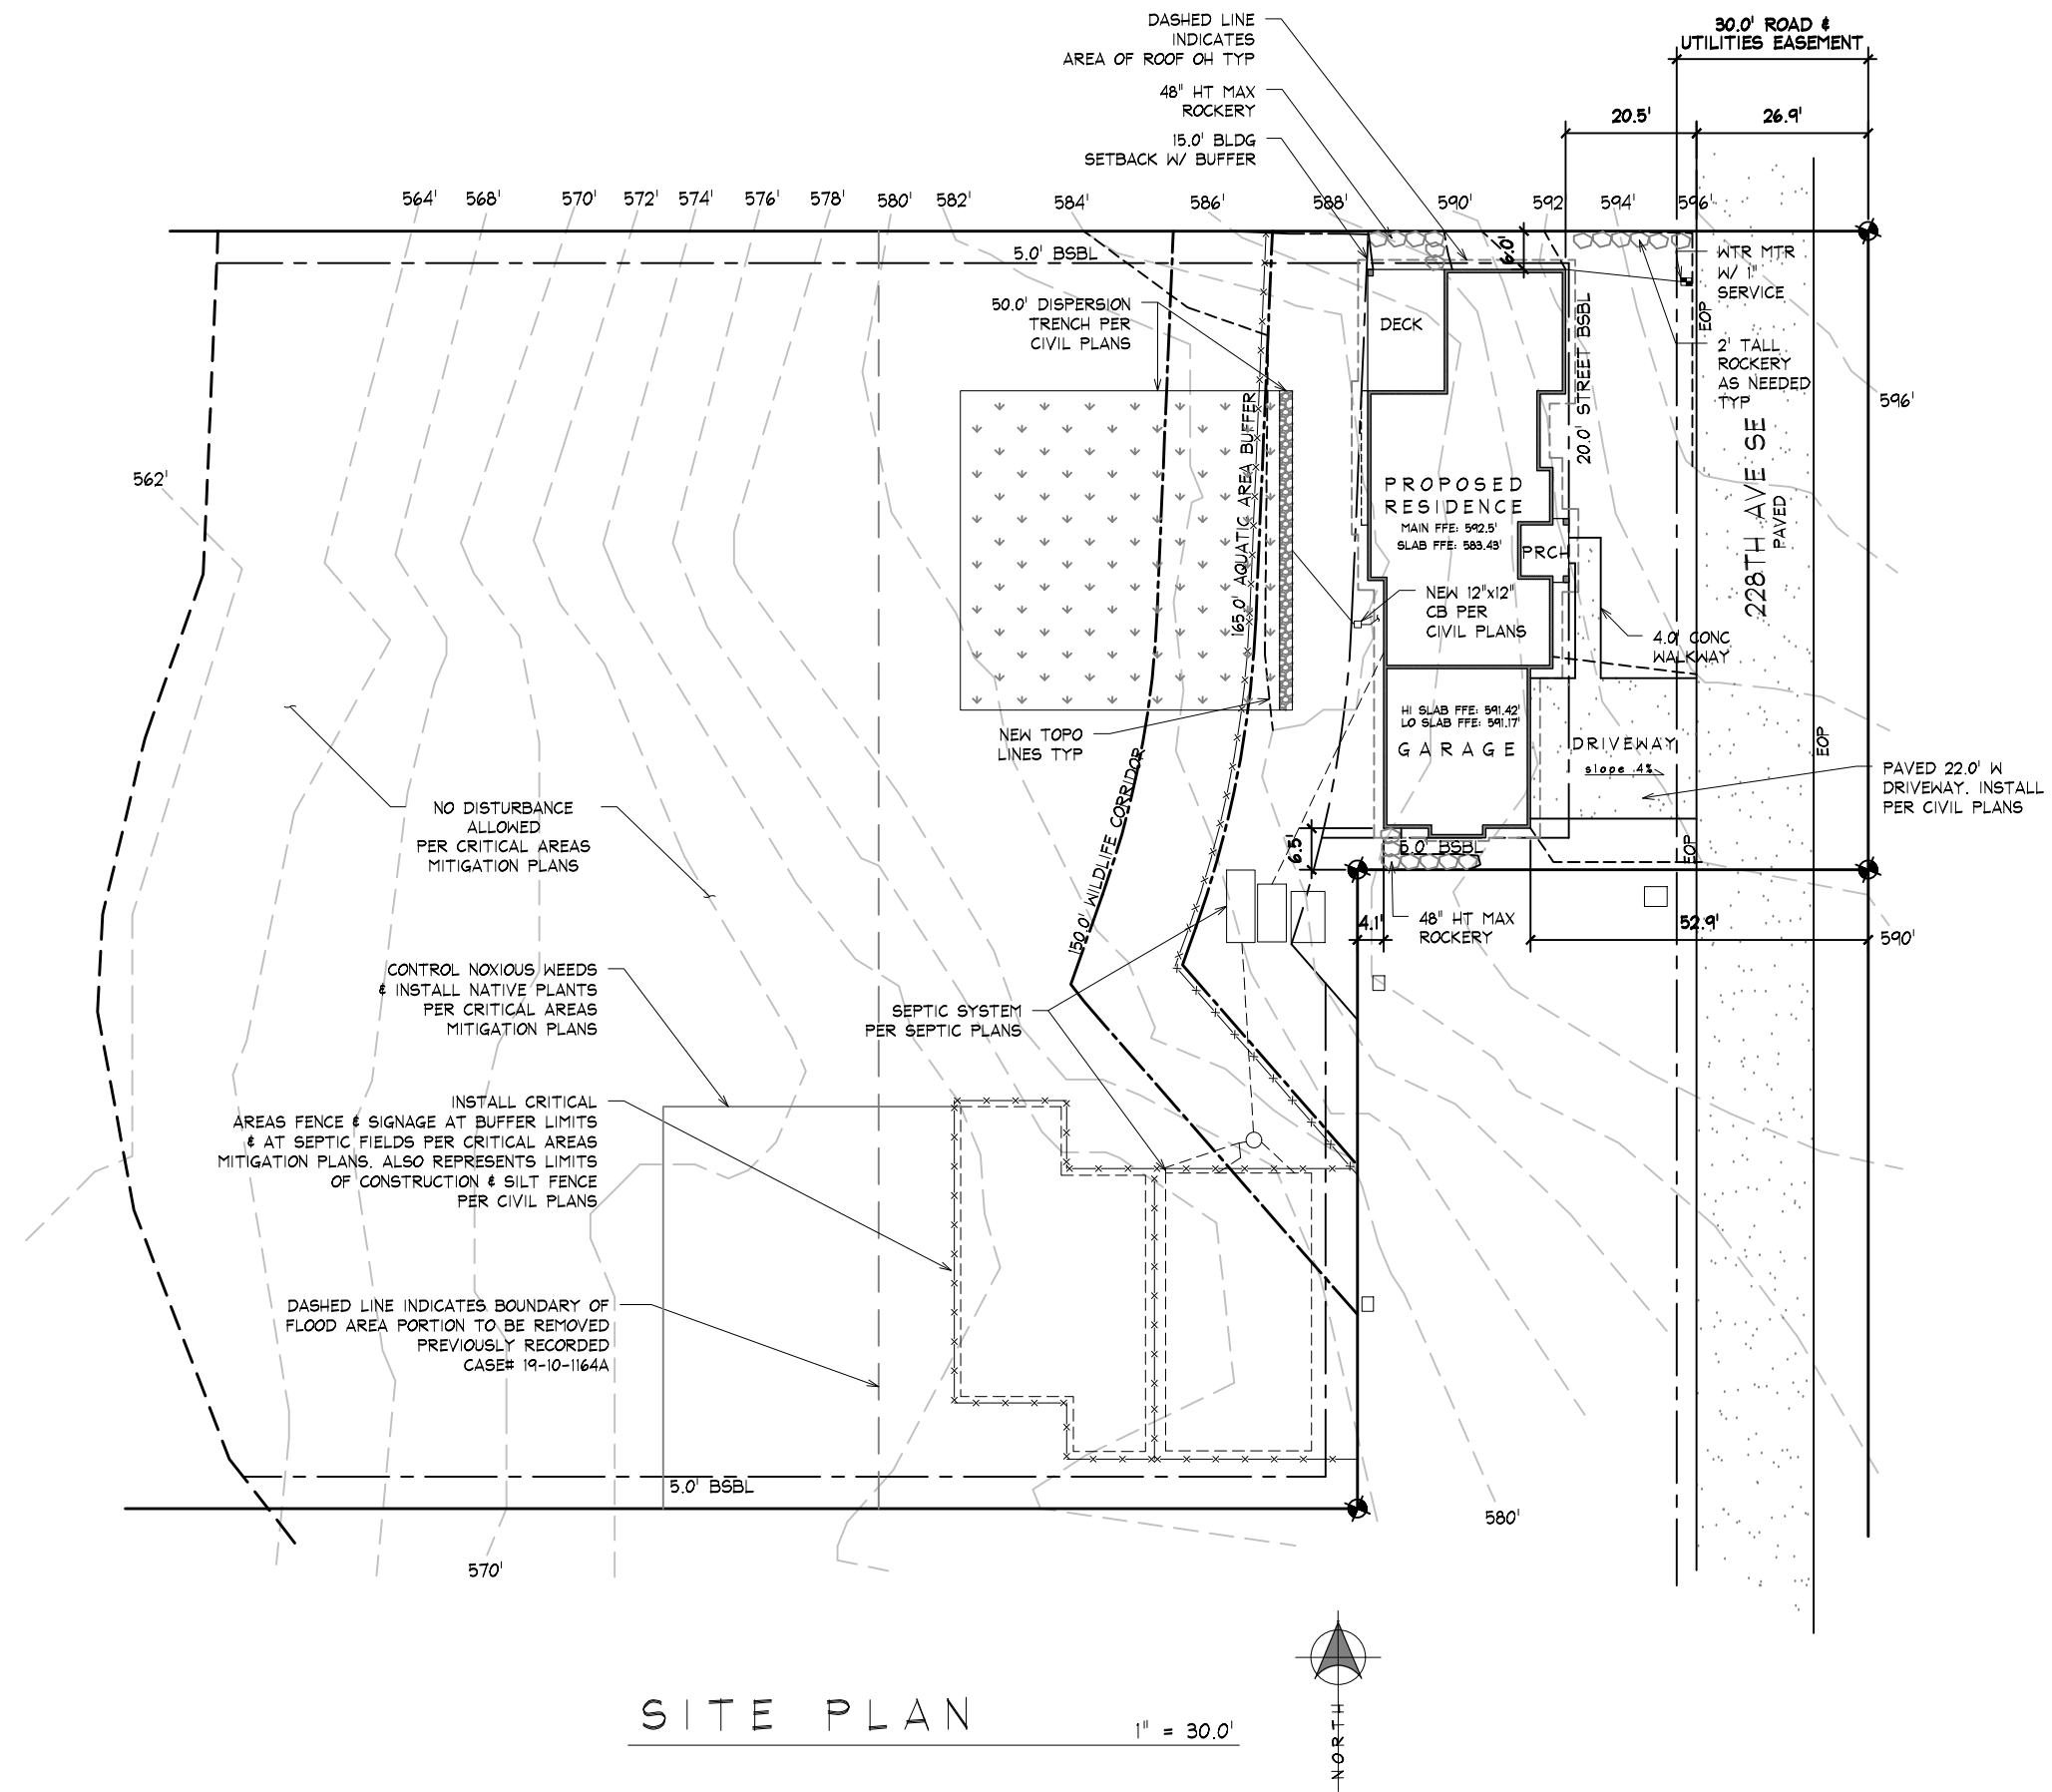 DASHED LINE
INDICATES
AREA OF ROOF OH TYP
48" HT MAX
ROCKERY
15.0' BLDG
SETBACK W/ BUFFER
30.0' ROAD &
UTILITIES EASEMENT
20.5'
26.9'
564'
568'
570'
572'
574'
576'
578'
580'
582'
584'
586'
588'
590'
592'
594'
596'
5.0' BSBL
6.0'
WTR MTR
W/ 1"
SERVICE
EOP
2' TALL
ROCKERY
AS NEEDED
TYP
596'
50.0' DISPERSION
TRENCH PER
CIVIL PLANS
DECK
20.0' STREET BSBL
562'
165.0' AQUATIC AREA BUFFER
PROPOSED
RESIDENCE
MAIN FFE: 592.5'
SLAB FFE: 583.43'
PRCH
228TH AVE SE
PAVED
NEW 12"x12"
CB PER
CIVIL PLANS
4.0' CONC
WALKWAY
NEW TOPO
LINES TYP
HI SLAB FFE: 591.42'
LO SLAB FFE: 591.17'
GARAGE
DRIVEWAY
slope .4%
EOP
PAVED 22.0' W
DRIVEWAY. INSTALL
PER CIVIL PLANS
150.0' WILDLIFE CORRIDOR
NO DISTURBANCE
ALLOWED
PER CRITICAL AREAS
MITIGATION PLANS
6.5'
5.0' BSBL
EOP
4.1'
48" HT MAX
ROCKERY
52.9'
590'
CONTROL NOXIOUS WEEDS
& INSTALL NATIVE PLANTS
PER CRITICAL AREAS
MITIGATION PLANS
SEPTIC SYSTEM
PER SEPTIC PLANS
INSTALL CRITICAL
AREAS FENCE & SIGNAGE AT BUFFER LIMITS
& AT SEPTIC FIELDS PER CRITICAL AREAS
MITIGATION PLANS. ALSO REPRESENTS LIMITS
OF CONSTRUCTION & SILT FENCE
PER CIVIL PLANS
DASHED LINE INDICATES BOUNDARY OF
FLOOD AREA PORTION TO BE REMOVED
PREVIOUSLY RECORDED
CASE# 19-10-1164A
5.0' BSBL
580'
570'
SITE PLAN
1" = 30.0'
NORTH